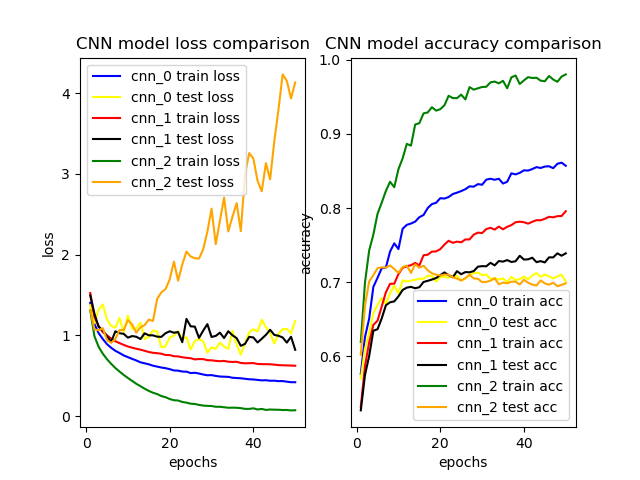 CNN model loss comparison
4
3
2
1
0
loss
0
20
40
epochs
cnn_0 train loss
cnn_0 test loss
cnn_1 train loss
cnn_1 test loss
cnn_2 train loss
cnn_2 test loss
CNN model accuracy comparison
1.0
0.9
0.8
0.7
0.6
accuracy
0
20
40
epochs
cnn_0 train acc
cnn_0 test acc
cnn_1 train acc
cnn_1 test acc
cnn_2 train acc
cnn_2 test acc